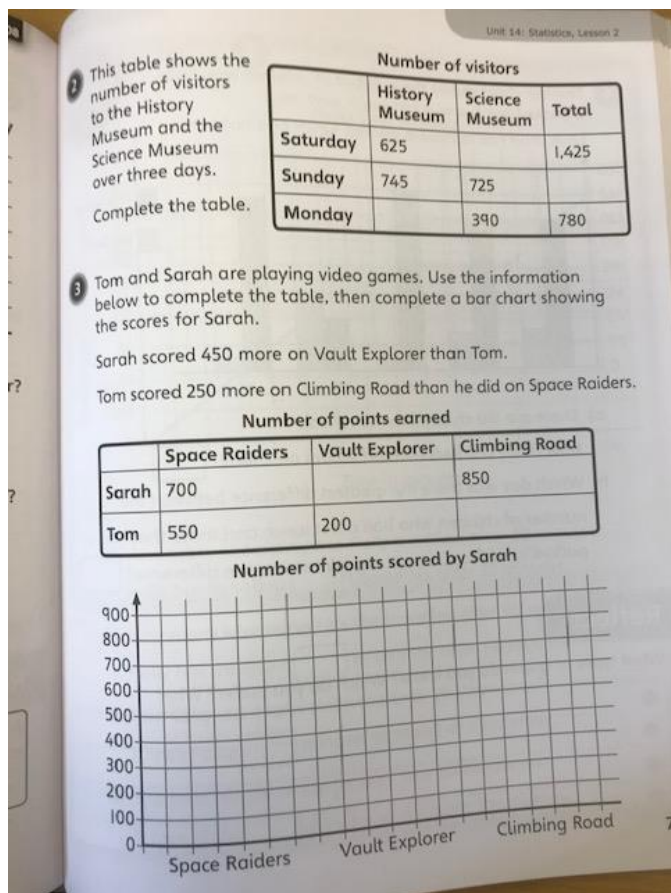 Unit 14: Statistics, Lesson 2
2
This table shows the
number of visitors
to the History
Museum and the
Science Museum
over three days.
Complete the table.
Number of visitors
History Museum Science Museum Total
Saturday 625 1,425
Sunday 745 725
Monday 390 780
3
Tom and Sarah are playing video games. Use the information
below to complete the table, then complete a bar chart showing
the scores for Sarah.
Sarah scored 450 more on Vault Explorer than Tom.
Tom scored 250 more on Climbing Road than he did on Space Raiders.
r?
?
Number of points earned
Space Raiders Vault Explorer Climbing Road
Sarah 700 850
Tom 550 200
Number of points scored by Sarah
900
800
700
600
500
400
300
200
100
0
Space Raiders Vault Explorer Climbing Road